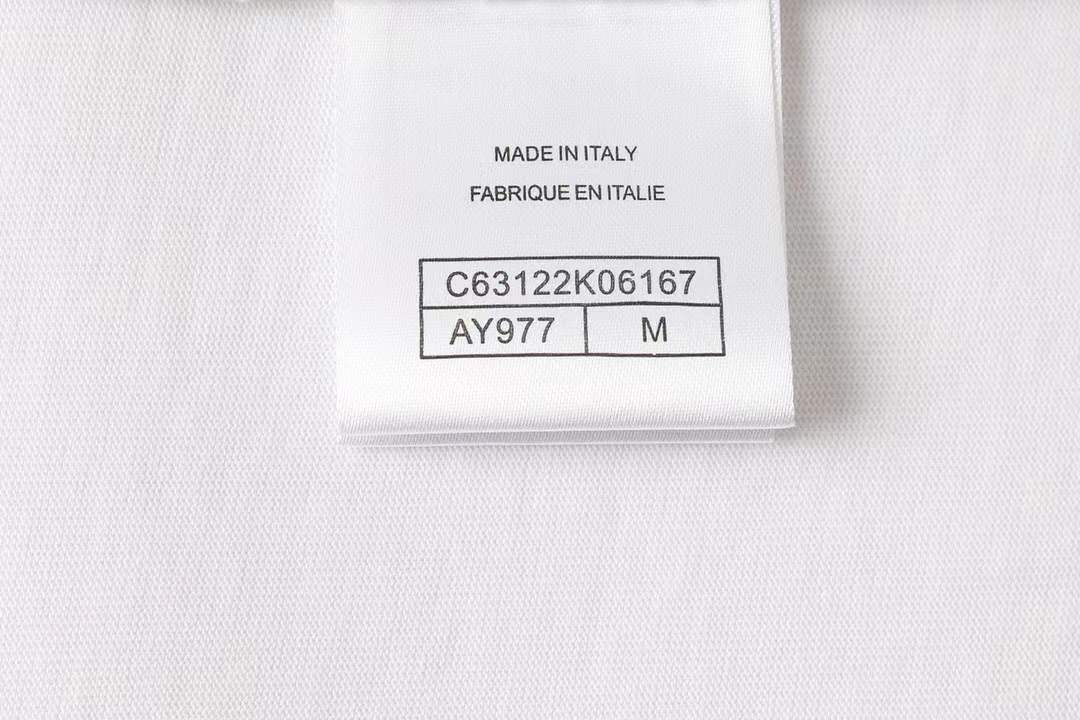 MADE IN ITALY
FABRIQUE EN ITALIE
C63122K06167
AY977 M